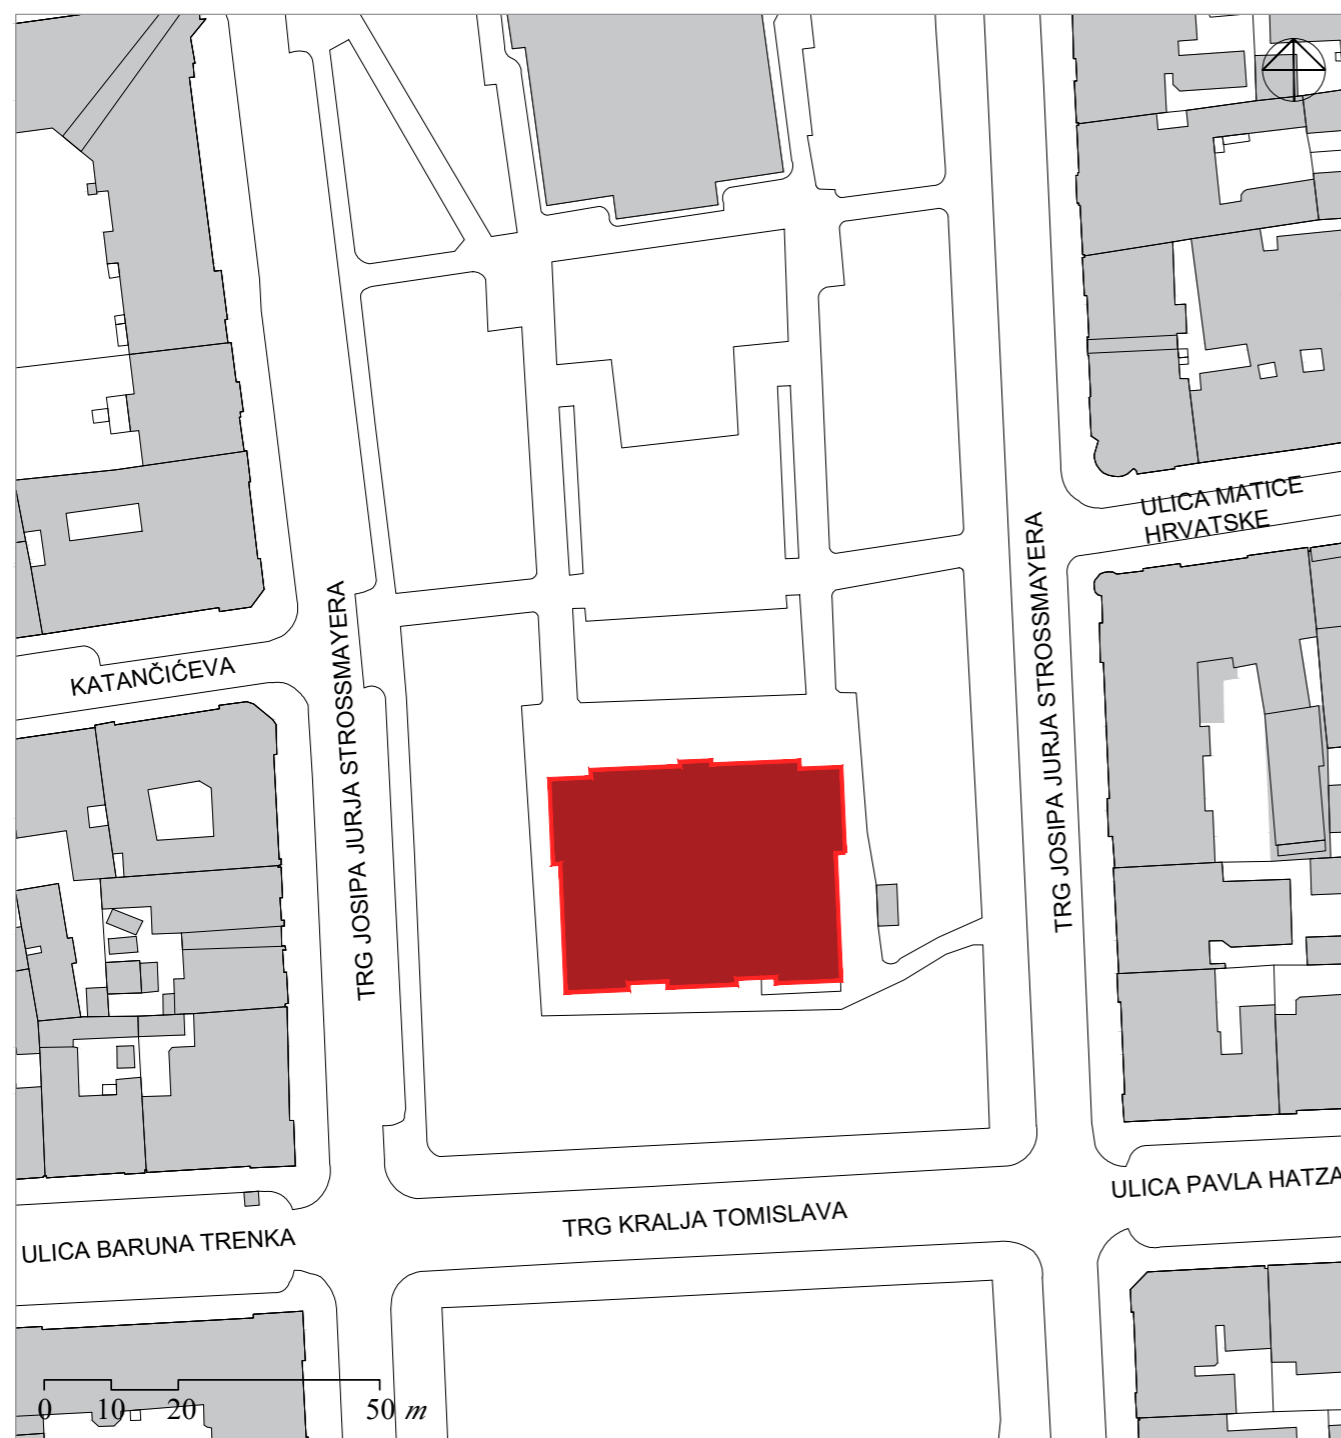 ULICA MATICE
HRVATSKE
TRG JOSIPA JURJA STROSSMAYERA
TRG JOSIPA JURJA STROSSMAYERA
KATANČIĆEVA
ULICA PAVLA HATZA
TRG KRALJA TOMISLAVA
ULICA BARUNA TRENKA
0 10 20 50 m